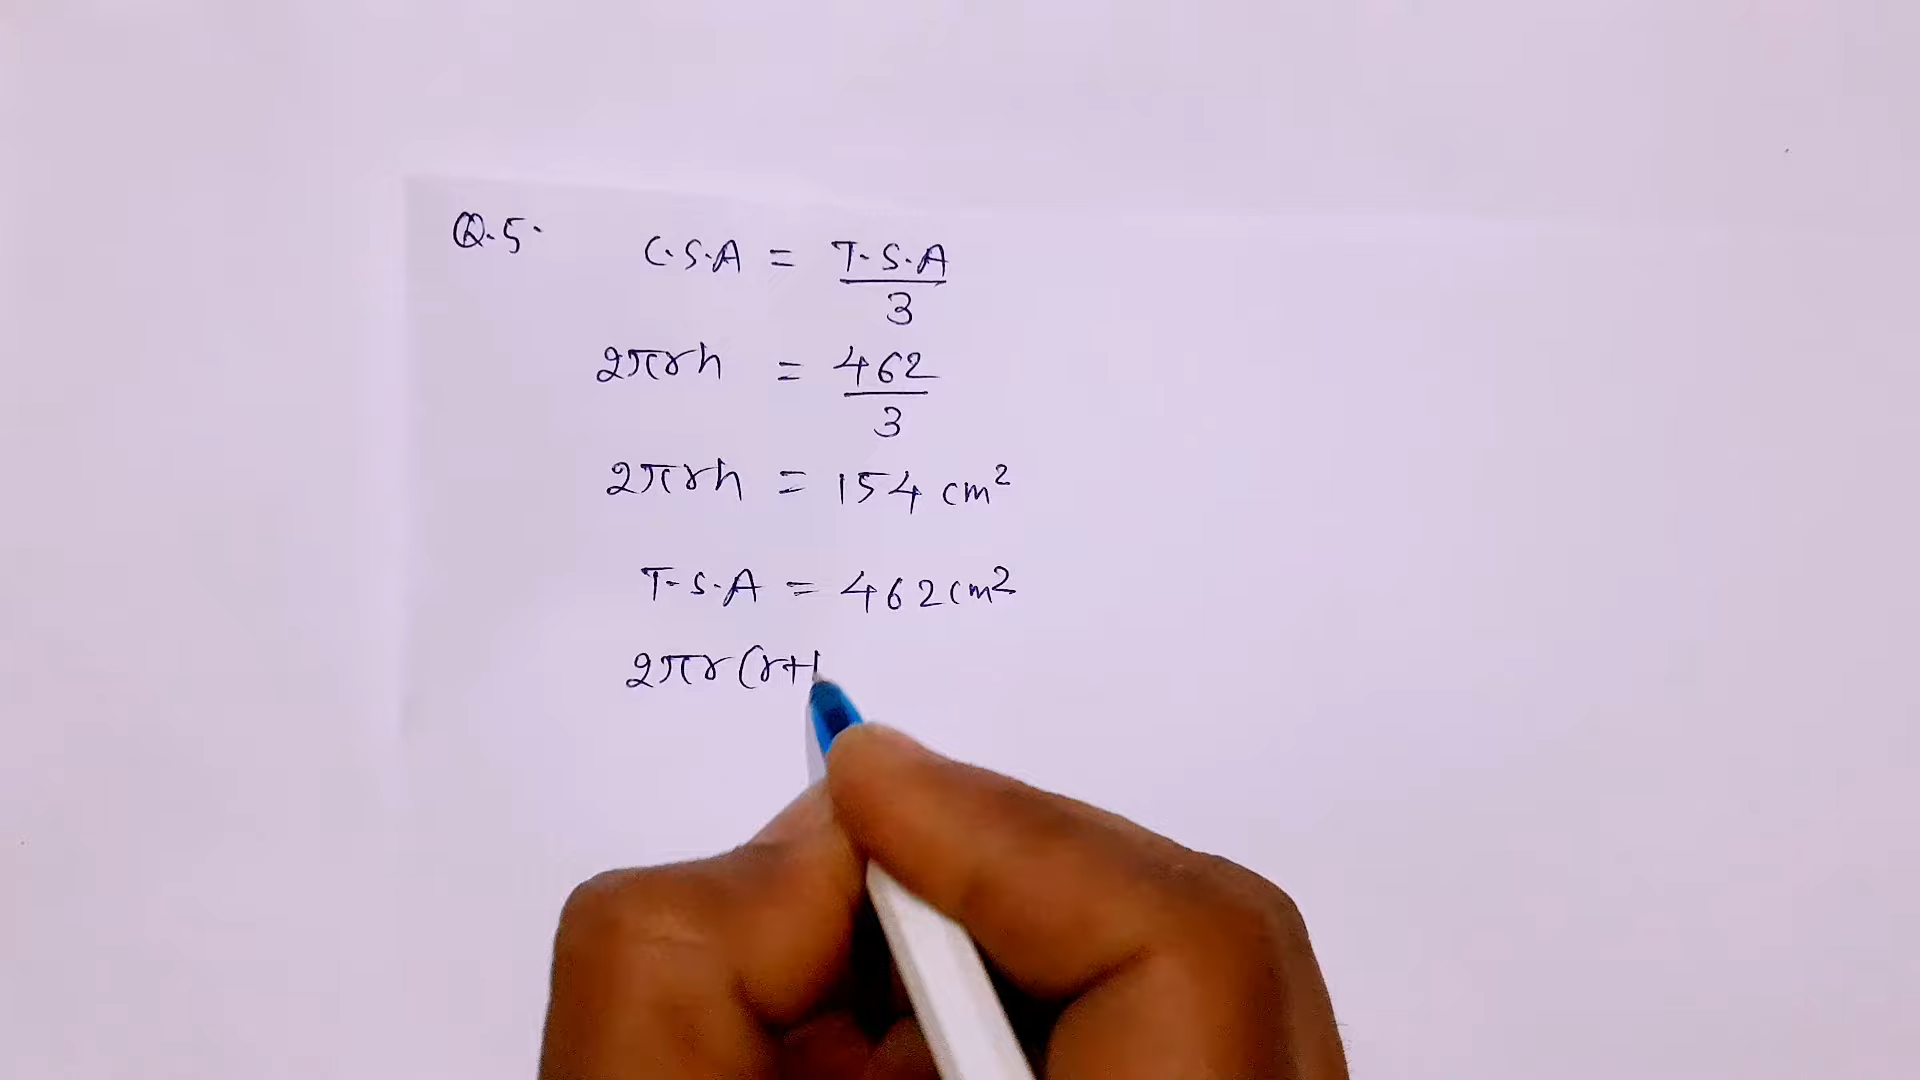 Q.5. C.S.A = T.S.A / 3
2πrh = 462 / 3
2πrh = 154 cm²
T.S.A = 462 cm²
2πr(r+